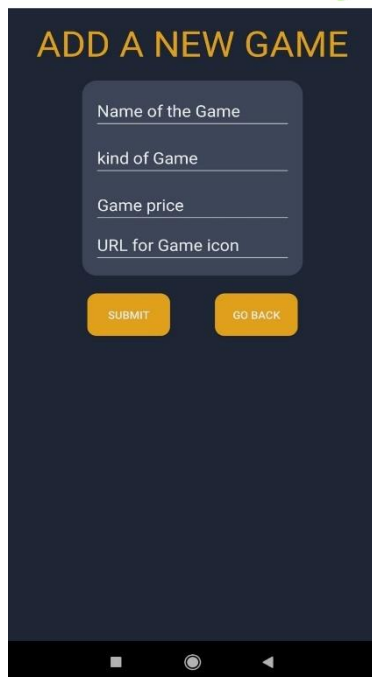 ADD A NEW GAME
Name of the Game
kind of Game
Game price
URL for Game icon
SUBMIT
GO BACK